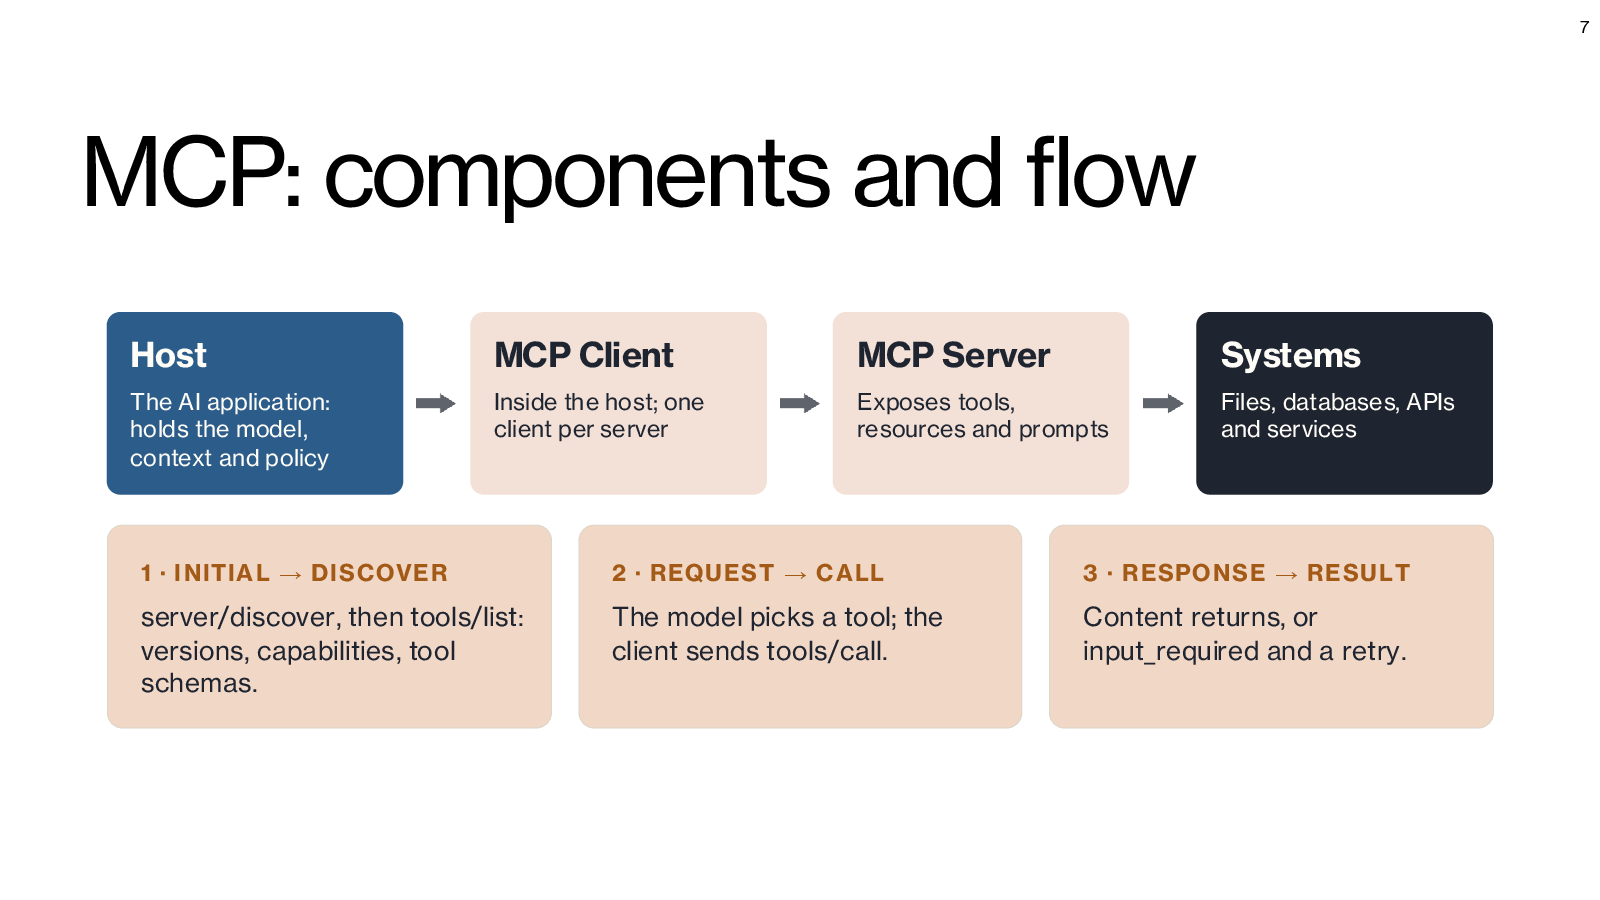 7
MCP: components and flow
Host
The AI application:
holds the model,
context and policy
MCP Client
Inside the host; one
client per server
MCP Server
Exposes tools,
resources and prompts
Systems
Files, databases, APIs
and services
1 · INITIAL → DISCOVER
server/discover, then tools/list:
versions, capabilities, tool
schemas.
2 · REQUEST → CALL
The model picks a tool; the
client sends tools/call.
3 · RESPONSE → RESULT
Content returns, or
input_required and a retry.